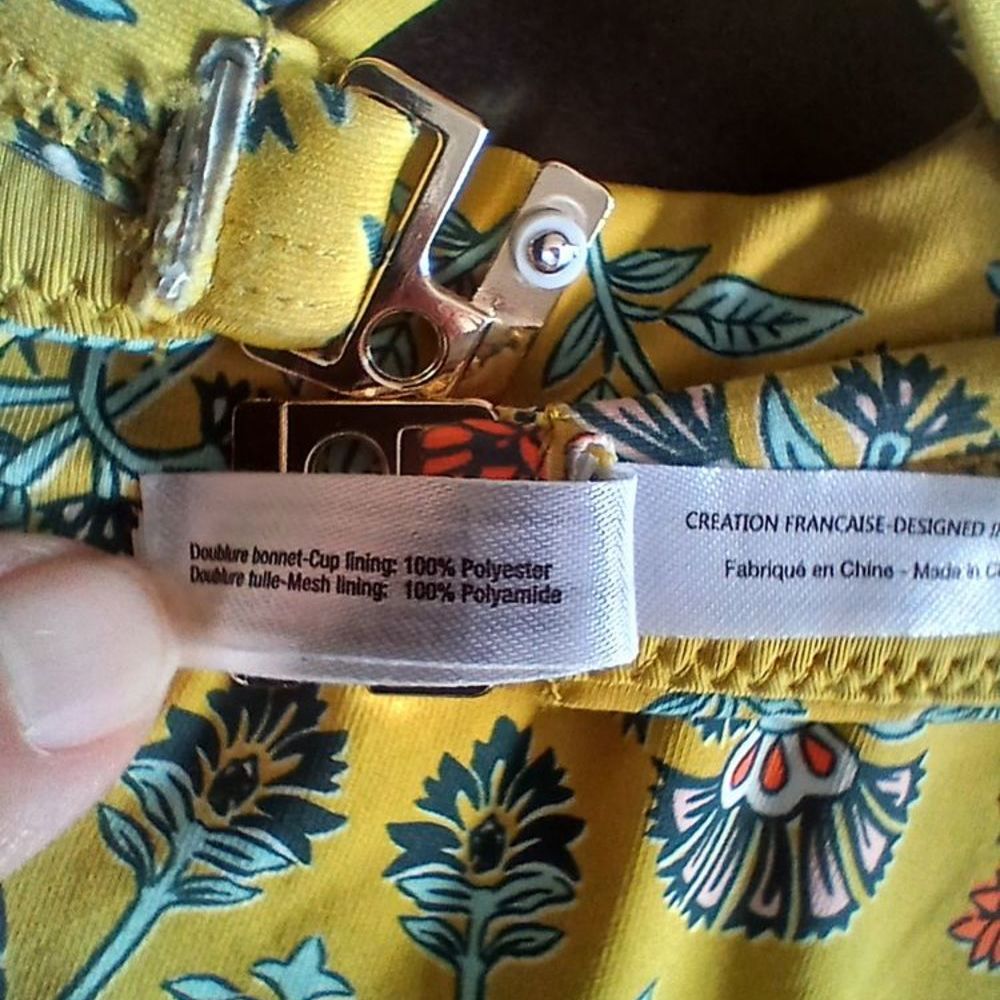 Doublure bonnet-Cup lining: 100% Polyester
Doublure tulle-Mesh lining: 100% Polyamide
CREATION FRANCAISE-DESIGNED
Fabriqué en Chine - Made in